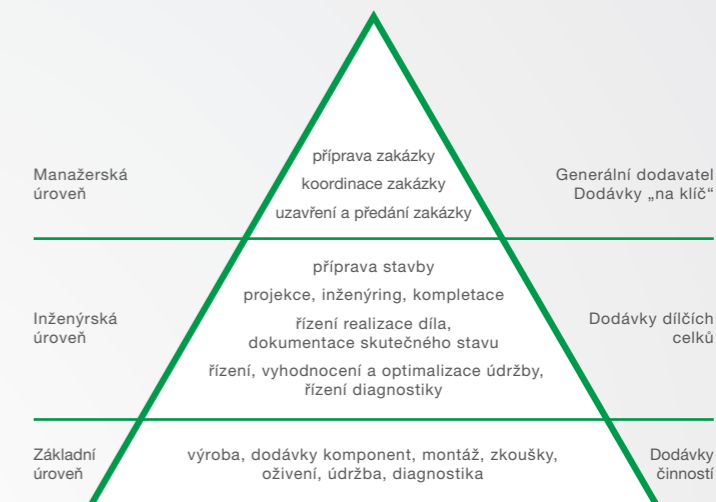 příprava zakázky
koordinace zakázky
uzavření a předání zakázky
Manažerská
úroveň
Generální dodavatel
Dodávky „na klíč“
příprava stavby
projekce, inženýring, kompletace
řízení realizace díla,
dokumentace skutečného stavu
řízení, vyhodnocení a optimalizace údržby,
řízení diagnostiky
Inženýrská
úroveň
Dodávky dílčích
celků
Základní
úroveň
výroba, dodávky komponent, montáž, zkoušky,
oživení, údržba, diagnostika
Dodávky
činností